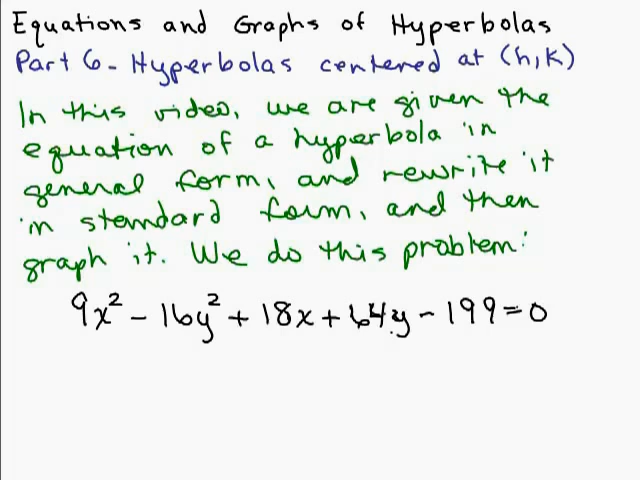 Equations and Graphs of Hyperbolas
Part 6 - Hyperbolas centered at (h,k)
In this video, we are given the
equation of a hyperbola in
general form, and rewrite it
in standard form, and then
graph it. We do this problem:
9x² - 16y² + 18x + 64y - 199 = 0